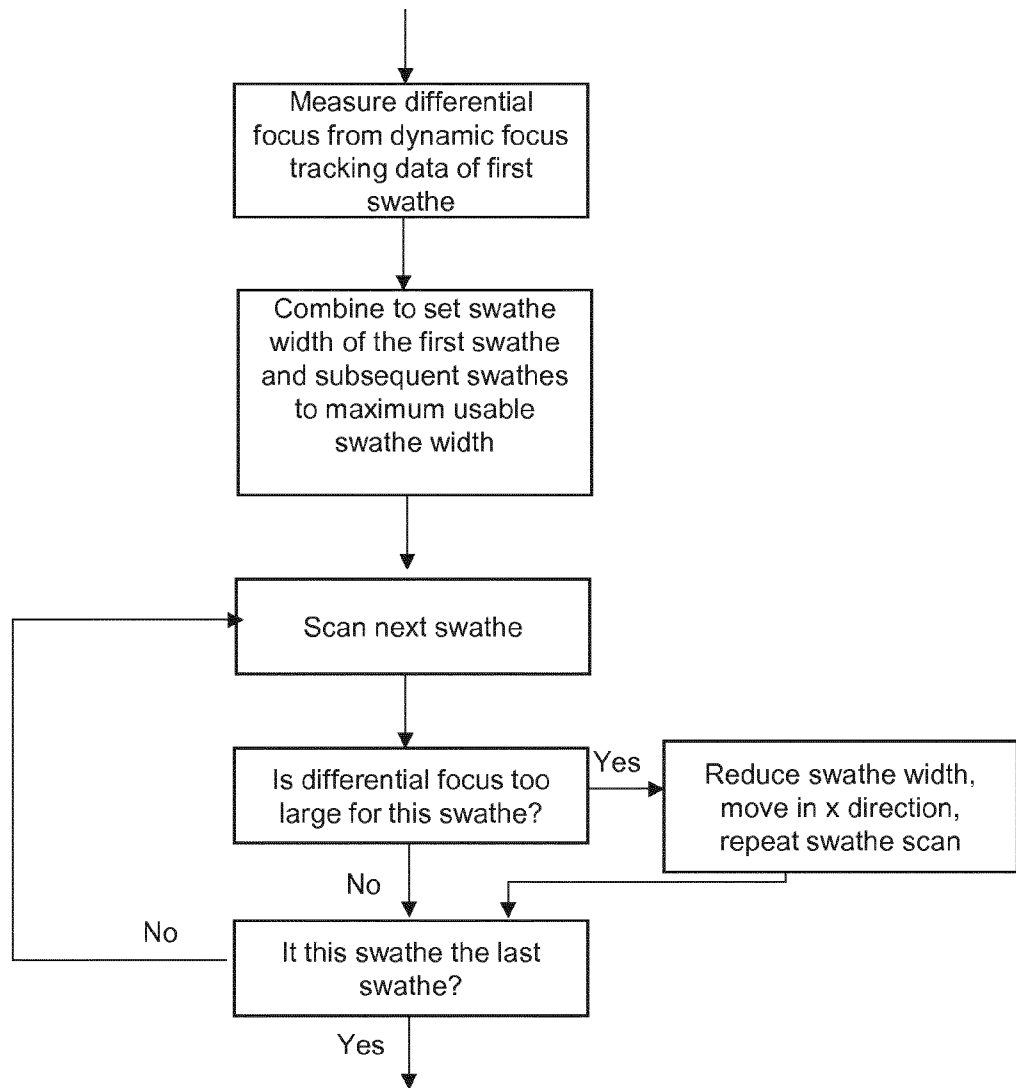 Measure differential
focus from dynamic focus
tracking data of first
swathe
Combine to set swathe
width of the first swathe
and subsequent swathes
to maximum usable
swathe width
Scan next swathe
Is differential focus too
large for this swathe?
Yes
Reduce swathe width,
move in x direction,
repeat swathe scan
No
It this swathe the last
swathe?
No
Yes